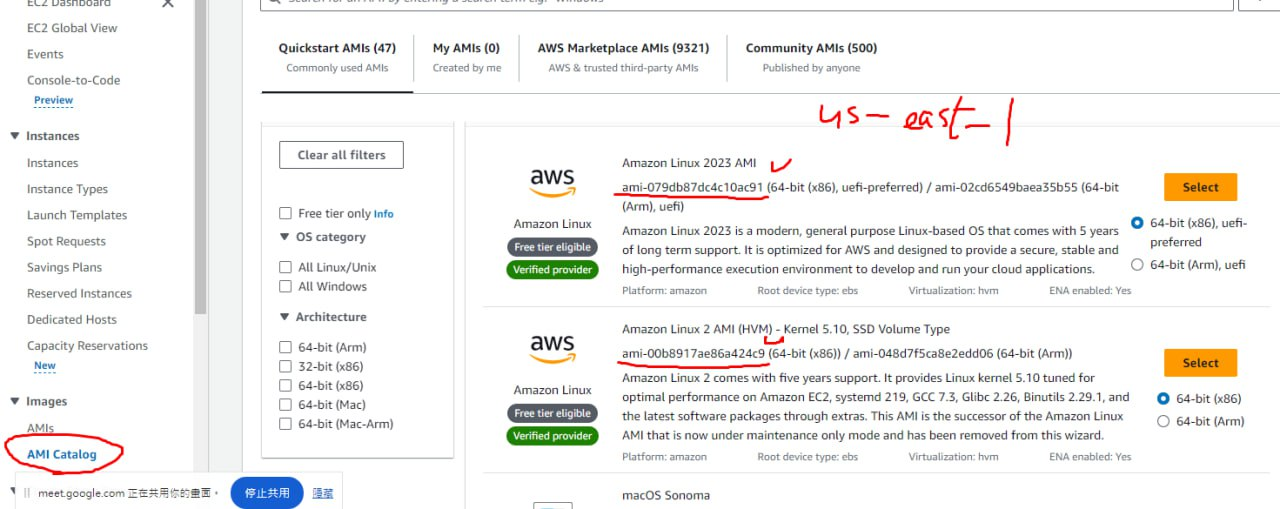 EC2 Dashboard
EC2 Global View
Events
Console-to-Code
Preview
Instances
Instances
Instance Types
Launch Templates
Spot Requests
Savings Plans
Reserved Instances
Dedicated Hosts
Capacity Reservations
New
Images
AMIs
AMI Catalog
Search for an AMI by entering a search term e.g. "Windows"
Quickstart AMIs (47)
Commonly used AMIs
My AMIs (0)
Created by me
AWS Marketplace AMIs (9321)
AWS & trusted third-party AMIs
Community AMIs (500)
Published by anyone
us-east-1
Clear all filters
Free tier only Info
OS category
All Linux/Unix
All Windows
Architecture
64-bit (Arm)
32-bit (x86)
64-bit (x86)
64-bit (Mac)
64-bit (Mac-Arm)
aws
Amazon Linux
Free tier eligible
Verified provider
Amazon Linux 2023 AMI
ami-079db87dc4c10ac91 (64-bit (x86), uefi-preferred) / ami-02cd6549baea35b55 (64-bit
(Arm), uefi)
Amazon Linux 2023 is a modern, general purpose Linux-based OS that comes with 5 years
of long term support. It is optimized for AWS and designed to provide a secure, stable and
high-performance execution environment to develop and run your cloud applications.
Platform: amazon Root device type: ebs Virtualization: hvm ENA enabled: Yes
Select
64-bit (x86), uefi-
preferred
64-bit (Arm), uefi
aws
Amazon Linux
Free tier eligible
Verified provider
Amazon Linux 2 AMI (HVM) - Kernel 5.10, SSD Volume Type
ami-00b8917ae86a424c9 (64-bit (x86)) / ami-048d7f5ca8e2edd06 (64-bit (Arm))
Amazon Linux 2 comes with five years support. It provides Linux kernel 5.10 tuned for
optimal performance on Amazon EC2, systemd 219, GCC 7.3, Glibc 2.26, Binutils 2.29.1, and
the latest software packages through extras. This AMI is the successor of the Amazon Linux
AMI that is now under maintenance only mode and has been removed from this wizard.
Platform: amazon Root device type: ebs Virtualization: hvm ENA enabled: Yes
Select
64-bit (x86)
64-bit (Arm)
macOS Sonoma
meet.google.com 正在共用你的畫面。
停止共用
隱藏